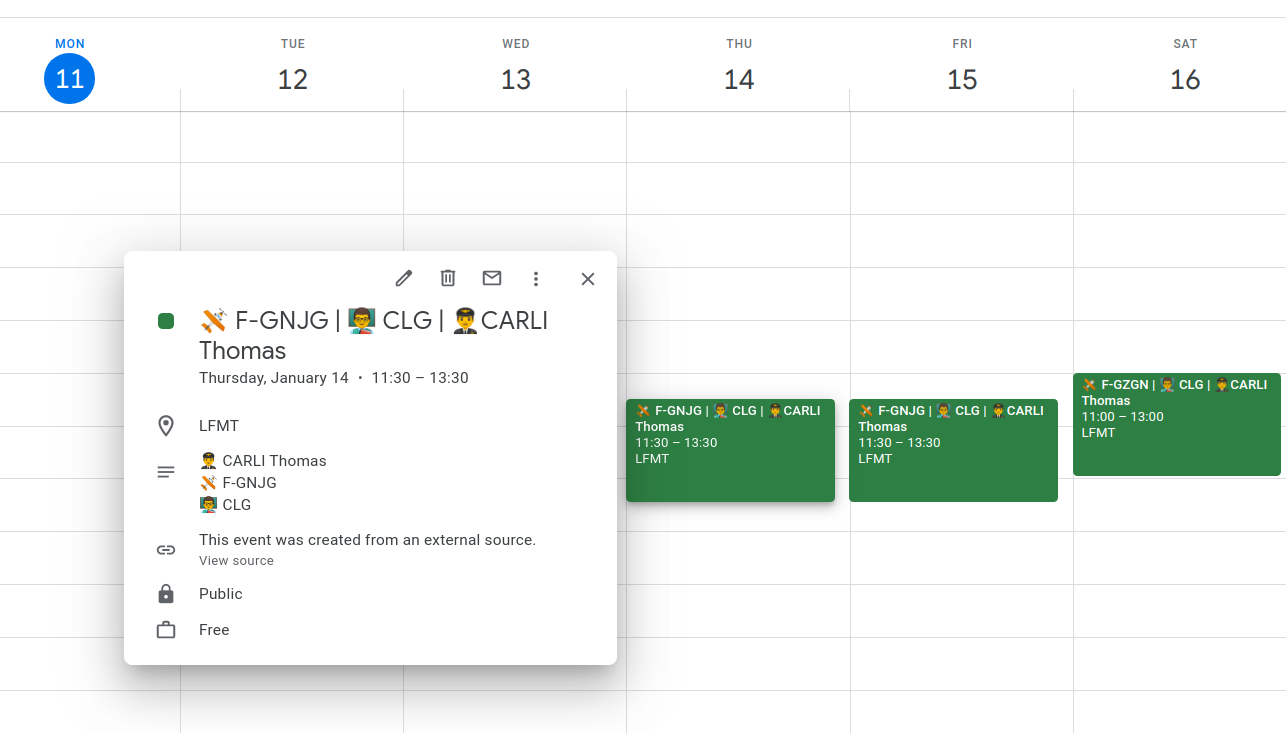 MON
11
TUE
12
WED
13
THU
14
FRI
15
SAT
16
F-GNJG | CLG | CARLI
Thomas
Thursday, January 14 • 11:30 – 13:30
LFMT
CARLI Thomas
F-GNJG
CLG
This event was created from an external source.
View source
Public
Free
F-GNJG | CLG | CARLI
Thomas
11:30 – 13:30
LFMT
F-GNJG | CLG | CARLI
Thomas
11:30 – 13:30
LFMT
F-GZGN | CLG | CARLI
Thomas
11:00 – 13:00
LFMT